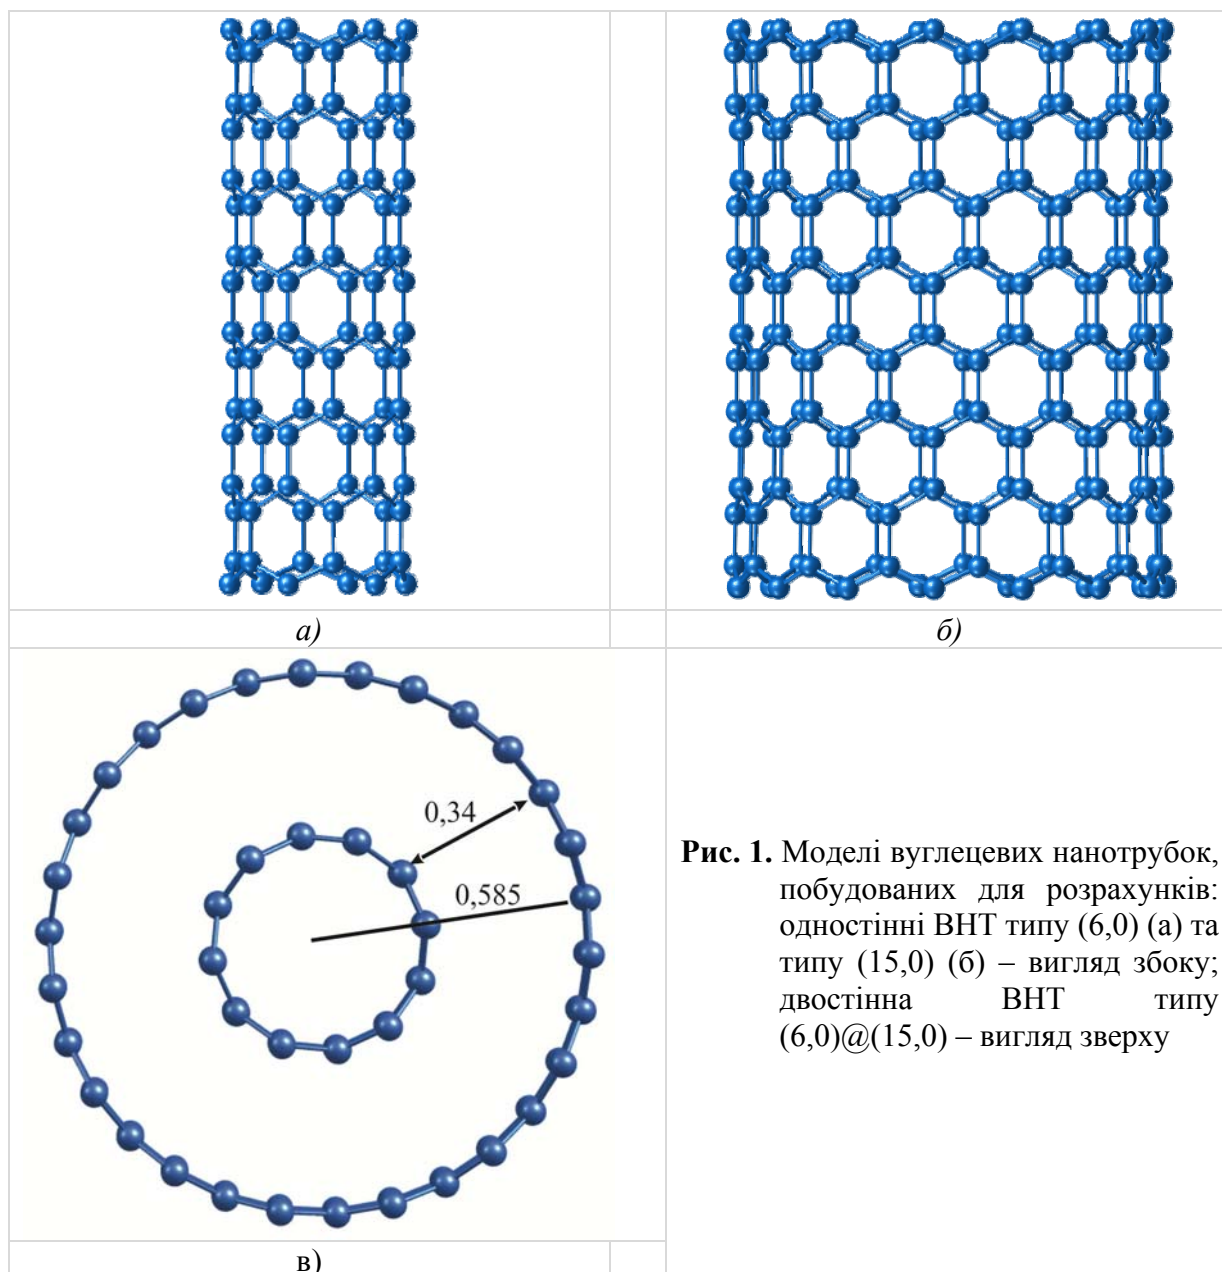 а)
б)
0,34
0,585
в)
Рис. 1. Моделі вуглецевих нанотрубок,
побудованих для розрахунків:
одностінні ВНТ типу (6,0) (а) та
типу (15,0) (б) – вигляд збоку;
двостінна ВНТ типу
(6,0)@(15,0) – вигляд зверху